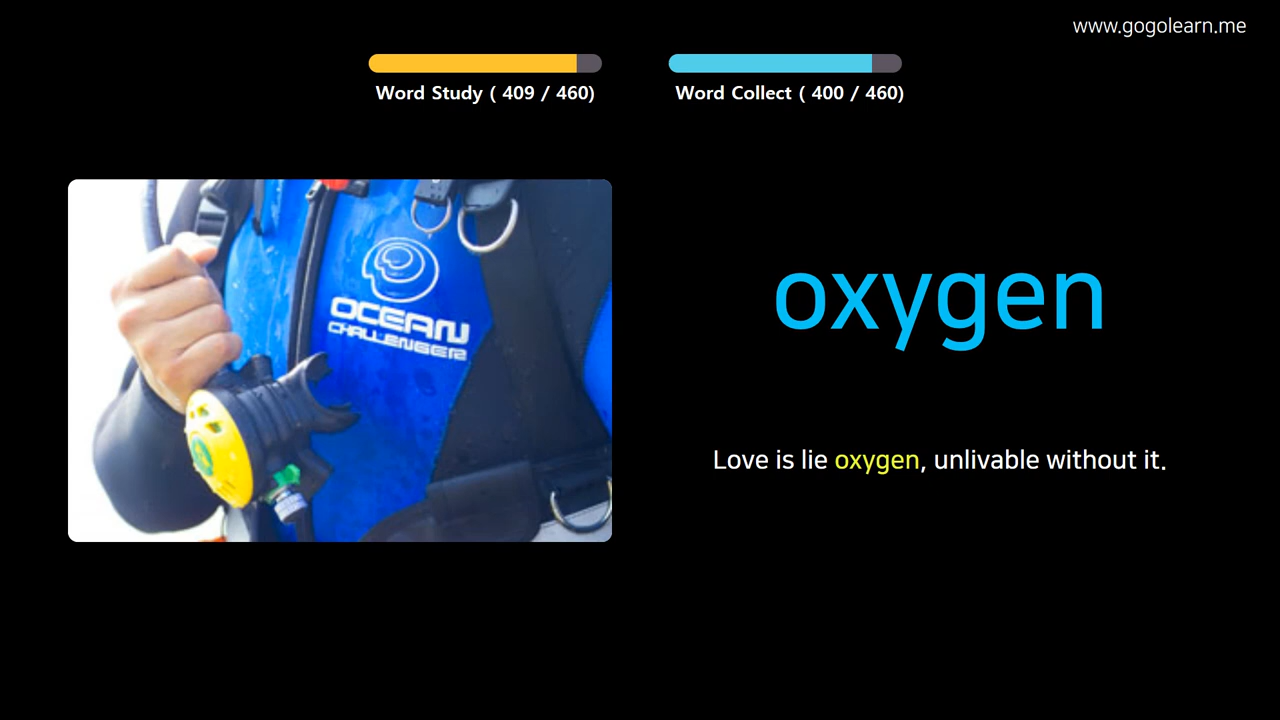 www.gogolearn.me
Word Study ( 409 / 460)
Word Collect ( 400 / 460)
OCEAN
CHALLENGER
oxygen
Love is lie oxygen, unlivable without it.